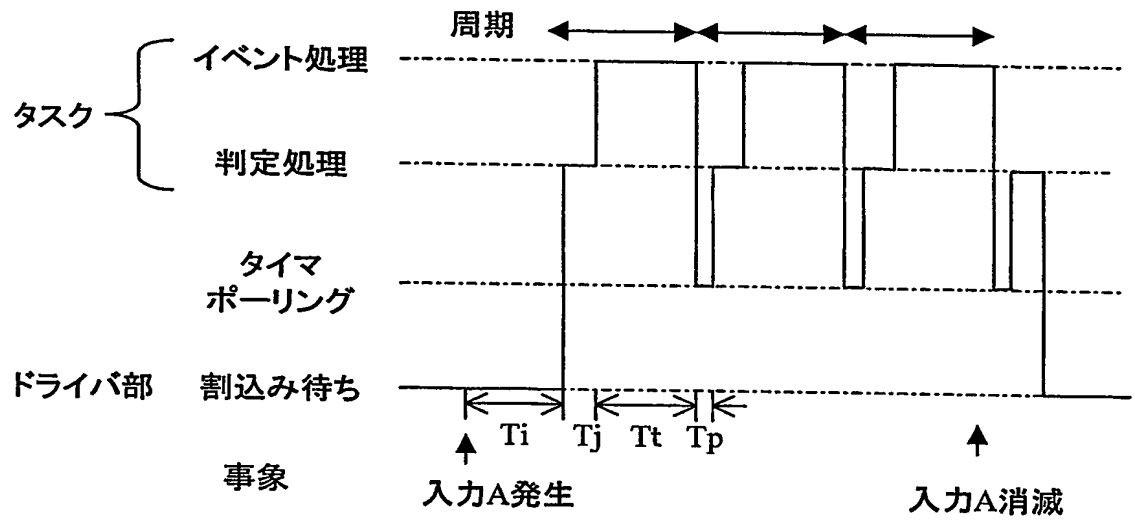 周期
イベント処理
タスク
判定処理
タイマ
ポーリング
ドライバ部 割込み待ち
Ti Tj Tt Tp
事象
入力A発生
入力A消滅